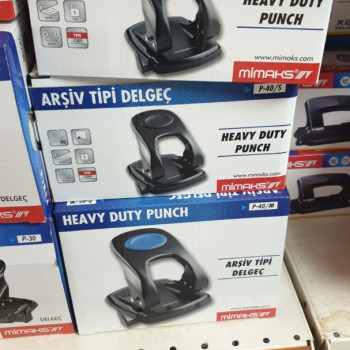 HEAVY DUTY
PUNCH
www.mimaks.com
mimaks
ARŞİV TİPİ DELGEÇ
P-40/S
HEAVY DUTY
PUNCH
www.mimaks.com
mimaks
DELGEÇ
HEAVY DUTY PUNCH
P-40/M
ARŞİV TİPİ
DELGEÇ
mimaks
P-30
DELGEÇ
mimaks